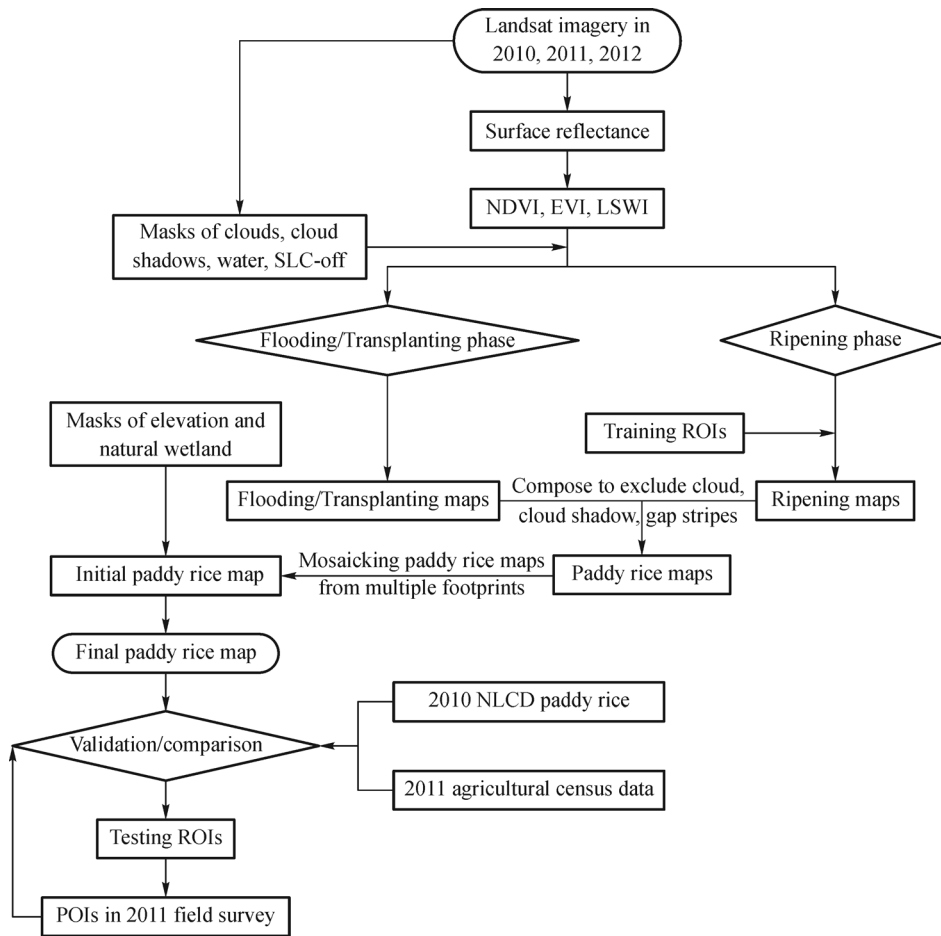 Landsat imagery in
2010, 2011, 2012
Surface reflectance
NDVI, EVI, LSWI
Masks of clouds, cloud
shadows, water, SLC-off
Flooding/Transplanting phase
Ripening phase
Masks of elevation and
natural wetland
Training ROIs
Flooding/Transplanting maps
Compose to exclude cloud,
cloud shadow, gap stripes
Ripening maps
Initial paddy rice map
Mosaicking paddy rice maps
from multiple footprints
Paddy rice maps
Final paddy rice map
2010 NLCD paddy rice
Validation/comparison
2011 agricultural census data
Testing ROIs
POIs in 2011 field survey